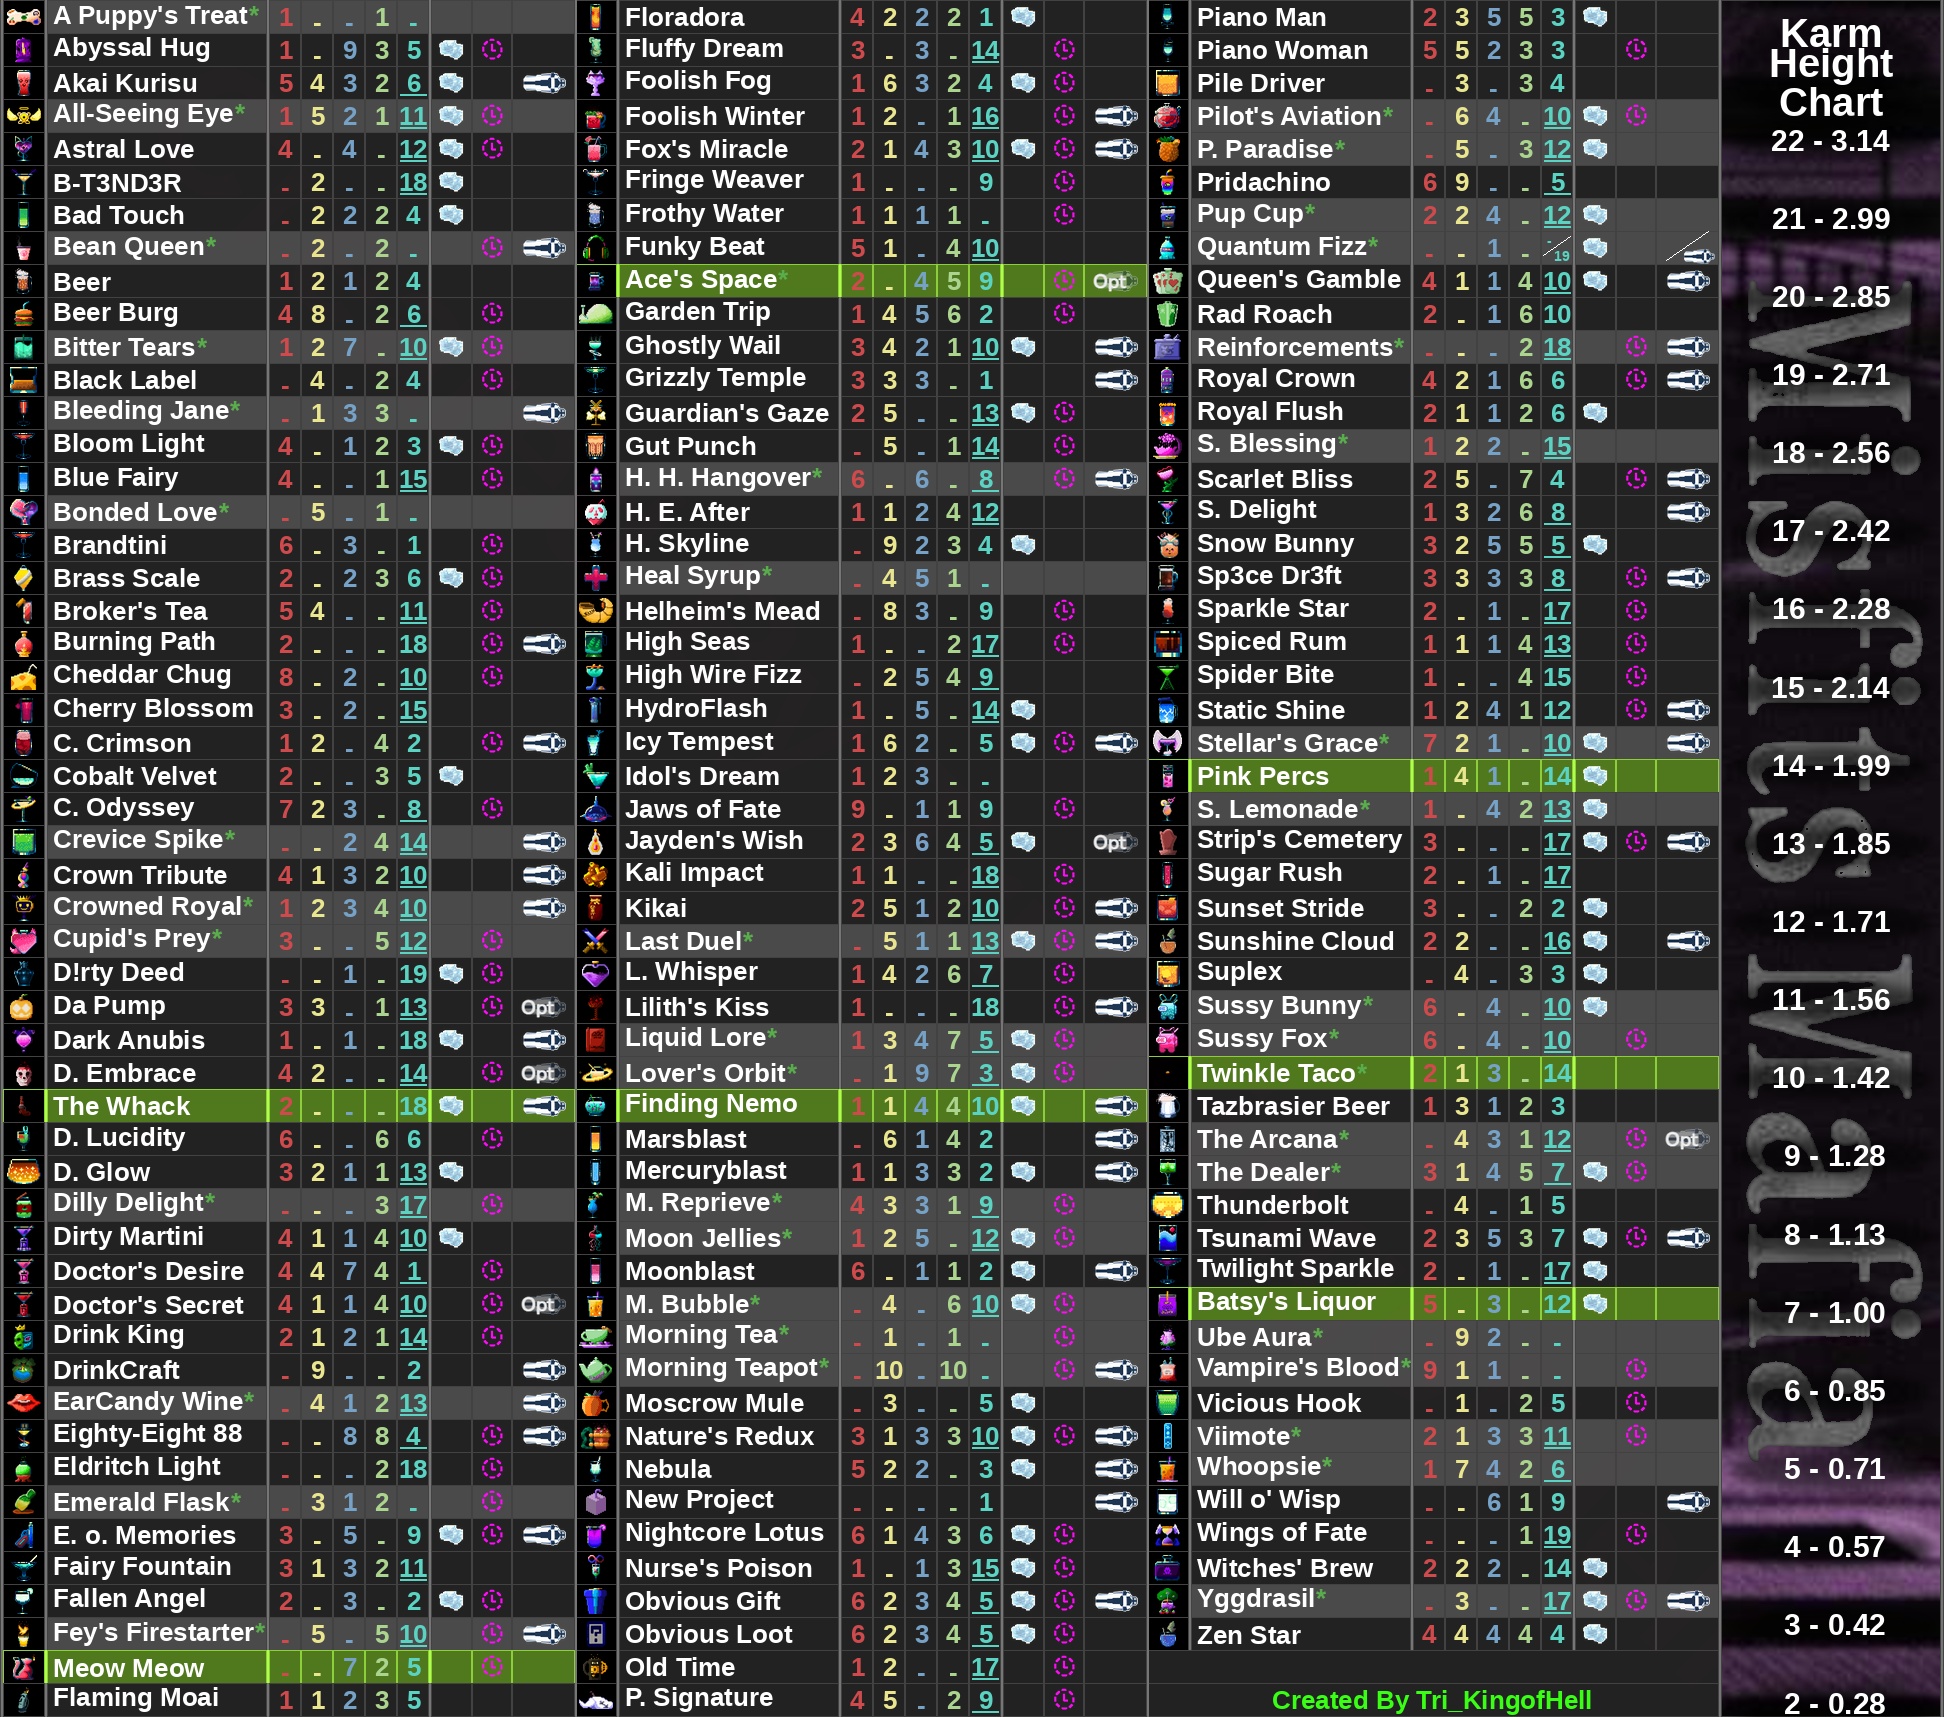 A Puppy's Treat* 1 - - 1 -
Abyssal Hug 1 - 9 3 5
Akai Kurisu 5 4 3 2 6
All-Seeing Eye* 1 5 2 1 11
Astral Love 4 - 4 - 12
B-T3ND3R - 2 - - 18
Bad Touch - 2 2 2 4
Bean Queen* - 2 - 2 -
Beer 1 2 1 2 4
Beer Burg 4 8 - 2 6
Bitter Tears* 1 2 7 - 10
Black Label - 4 - 2 4
Bleeding Jane* - 1 3 3 -
Bloom Light 4 - 1 2 3
Blue Fairy 4 - - 1 15
Bonded Love* - 5 - 1 -
Brandtini 6 - 3 - 1
Brass Scale 2 - 2 3 6
Broker's Tea 5 4 - - 11
Burning Path 2 - - - 18
Cheddar Chug 8 - 2 - 10
Cherry Blossom 3 - 2 - 15
C. Crimson 1 2 - 4 2
Cobalt Velvet 2 - - 3 5
C. Odyssey 7 2 3 - 8
Crevice Spike* - - 2 4 14
Crown Tribute 4 1 3 2 10
Crowned Royal* 1 2 3 4 10
Cupid's Prey* 3 - - 5 12
D!rty Deed - - 1 - 19
Da Pump 3 3 - 1 13 Opt
Dark Anubis 1 - 1 - 18
D. Embrace 4 2 - - 14 Opt
The Whack 2 - - - 18
D. Lucidity 6 - - 6 6
D. Glow 3 2 1 1 13
Dilly Delight* - - - 3 17
Dirty Martini 4 1 1 4 10
Doctor's Desire 4 4 7 4 1
Doctor's Secret 4 1 1 4 10 Opt
Drink King 2 1 2 1 14
DrinkCraft - 9 - - 2
EarCandy Wine* - 4 1 2 13
Eighty-Eight 88 - - 8 8 4
Eldritch Light - - - 2 18
Emerald Flask* - 3 1 2 -
E. o. Memories 3 - 5 - 9
Fairy Fountain 3 1 3 2 11
Fallen Angel 2 - 3 - 2
Fey's Firestarter* - 5 - 5 10
Meow Meow - - 7 2 5
Flaming Moai 1 1 2 3 5
Floradora 4 2 2 2 1
Fluffy Dream 3 - 3 - 14
Foolish Fog 1 6 3 2 4
Foolish Winter 1 2 - 1 16
Fox's Miracle 2 1 4 3 10
Fringe Weaver 1 - - - 9
Frothy Water 1 1 1 1 -
Funky Beat 5 1 - 4 10
Ace's Space* 2 - 4 5 9 Opt
Garden Trip 1 4 5 6 2
Ghostly Wail 3 4 2 1 10
Grizzly Temple 3 3 3 - 1
Guardian's Gaze 2 5 - - 13
Gut Punch - 5 - 1 14
H. H. Hangover* 6 - 6 - 8
H. E. After 1 1 2 4 12
H. Skyline - 9 2 3 4
Heal Syrup* - 4 5 1 -
Helheim's Mead - 8 3 - 9
High Seas 1 - - 2 17
High Wire Fizz - 2 5 4 9
HydroFlash 1 - 5 - 14
Icy Tempest 1 6 2 - 5
Idol's Dream 1 2 3 - -
Jaws of Fate 9 - 1 1 9
Jayden's Wish 2 3 6 4 5 Opt
Kali Impact 1 1 - - 18
Kikai 2 5 1 2 10
Last Duel* - 5 1 1 13
L. Whisper 1 4 2 6 7
Lilith's Kiss 1 - - - 18
Liquid Lore* 1 3 4 7 5
Lover's Orbit* - 1 9 7 3
Finding Nemo 1 1 4 4 10
Marsblast - 6 1 4 2
Mercuryblast 1 1 3 3 2
M. Reprieve* 4 3 3 1 9
Moon Jellies* 1 2 5 - 12
Moonblast 6 - 1 1 2
M. Bubble* - 4 - 6 10
Morning Tea* - 1 - 1 -
Morning Teapot* - 10 - 10 -
Moscrow Mule - 3 - - 5
Nature's Redux 3 1 3 3 10
Nebula 5 2 2 - 3
New Project - - - - 1
Nightcore Lotus 6 1 4 3 6
Nurse's Poison 1 - 1 3 15
Obvious Gift 6 2 3 4 5
Obvious Loot 6 2 3 4 5
Old Time 1 2 - - 17
P. Signature 4 5 - 2 9
Piano Man 2 3 5 5 3
Piano Woman 5 5 2 3 3
Pile Driver - 3 - 3 4
Pilot's Aviation* - 6 4 - 10
P. Paradise* - 5 - 3 12
Pridachino 6 9 - - 5
Pup Cup* 2 2 4 - 12
Quantum Fizz* - - 1 - -/19
Queen's Gamble 4 1 1 4 10
Rad Roach 2 - 1 6 10
Reinforcements* - - - 2 18
Royal Crown 4 2 1 6 6
Royal Flush 2 1 1 2 6
S. Blessing* 1 2 2 - 15
Scarlet Bliss 2 5 - 7 4
S. Delight 1 3 2 6 8
Snow Bunny 3 2 5 5 5
Sp3ce Dr3ft 3 3 3 3 8
Sparkle Star 2 - 1 - 17
Spiced Rum 1 1 1 4 13
Spider Bite 1 - - 4 15
Static Shine 1 2 4 1 12
Stellar's Grace* 7 2 1 - 10
Pink Percs 1 4 1 - 14
S. Lemonade* 1 - 4 2 13
Strip's Cemetery 3 - - - 17
Sugar Rush 2 - 1 - 17
Sunset Stride 3 - - 2 2
Sunshine Cloud 2 2 - - 16
Suplex - 4 - 3 3
Sussy Bunny* 6 - 4 - 10
Sussy Fox* 6 - 4 - 10
Twinkle Taco* 2 1 3 - 14
Tazbrasier Beer 1 3 1 2 3
The Arcana* - 4 3 1 12 Opt
The Dealer* 3 1 4 5 7
Thunderbolt - 4 - 1 5
Tsunami Wave 2 3 5 3 7
Twilight Sparkle 2 - 1 - 17
Batsy's Liquor 5 - 3 - 12
Ube Aura* - 9 2 - -
Vampire's Blood* 9 1 1 - -
Vicious Hook - 1 - 2 5
Viimote* 2 1 3 3 11
Whoopsie* 1 7 4 2 6
Will o' Wisp - - 6 1 9
Wings of Fate - - - 1 19
Witches' Brew 2 2 2 - 14
Yggdrasil* - 3 - - 17
Zen Star 4 4 4 4 4
Created By Tri_KingofHell
Karm
Height
Chart
22 - 3.14
21 - 2.99
20 - 2.85
19 - 2.71
18 - 2.56
17 - 2.42
16 - 2.28
15 - 2.14
14 - 1.99
13 - 1.85
12 - 1.71
11 - 1.56
10 - 1.42
9 - 1.28
8 - 1.13
7 - 1.00
6 - 0.85
5 - 0.71
4 - 0.57
3 - 0.42
2 - 0.28
Misfits Mafia